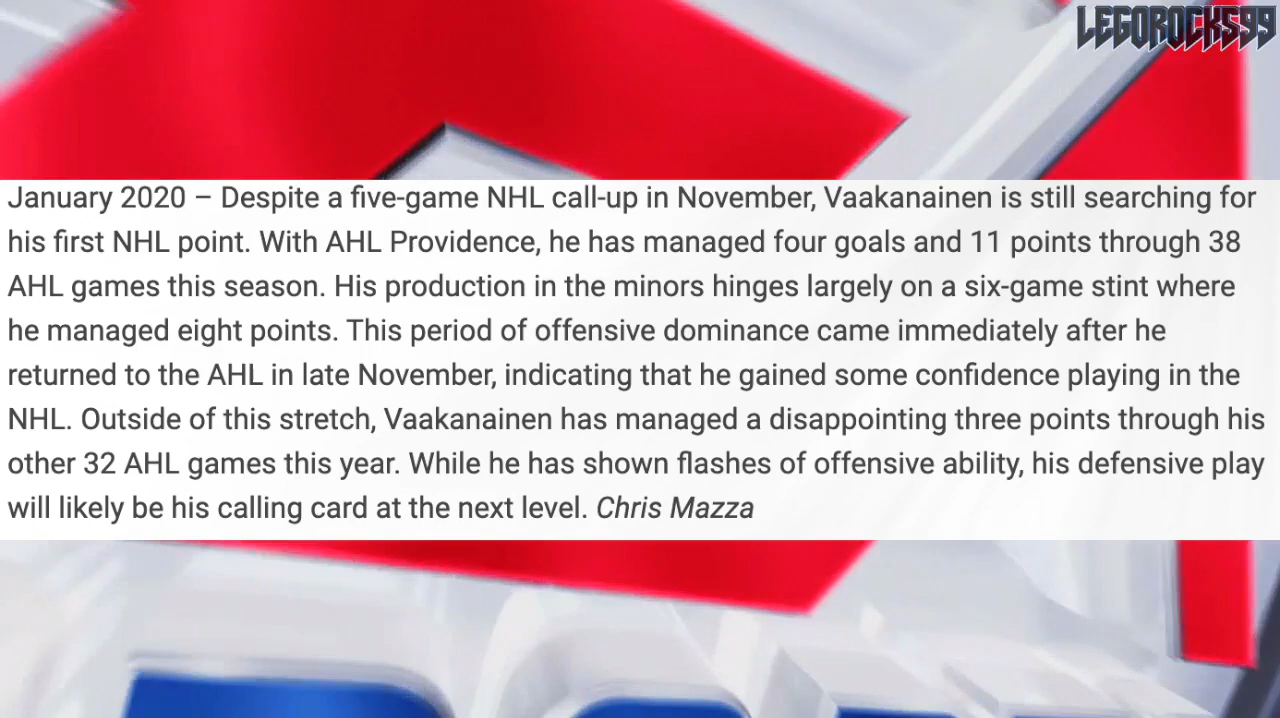 LEGOROCKS99
January 2020 – Despite a five-game NHL call-up in November, Vaakanainen is still searching for
his first NHL point. With AHL Providence, he has managed four goals and 11 points through 38
AHL games this season. His production in the minors hinges largely on a six-game stint where
he managed eight points. This period of offensive dominance came immediately after he
returned to the AHL in late November, indicating that he gained some confidence playing in the
NHL. Outside of this stretch, Vaakanainen has managed a disappointing three points through his
other 32 AHL games this year. While he has shown flashes of offensive ability, his defensive play
will likely be his calling card at the next level. Chris Mazza